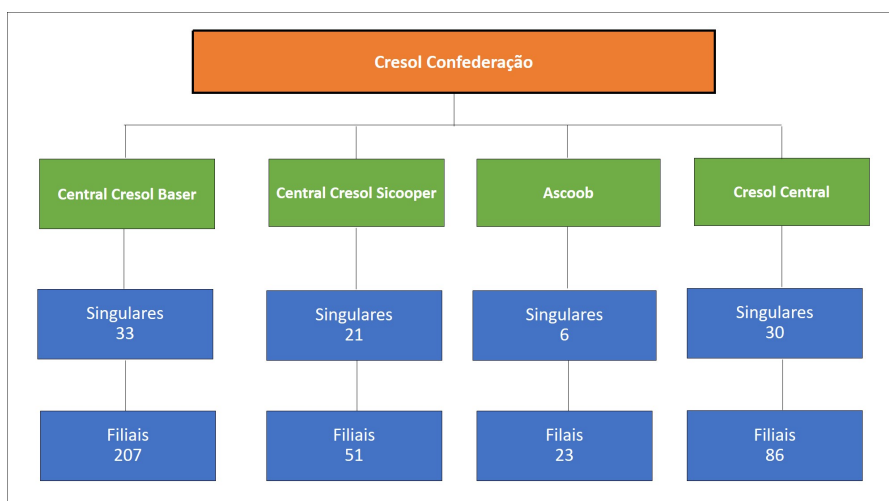 Cresol Confederação
Central Cresol Baser
Central Cresol Sicooper
Ascoob
Cresol Central
Singulares
33
Singulares
21
Singulares
6
Singulares
30
Filiais
207
Filiais
51
Filiais
23
Filiais
86